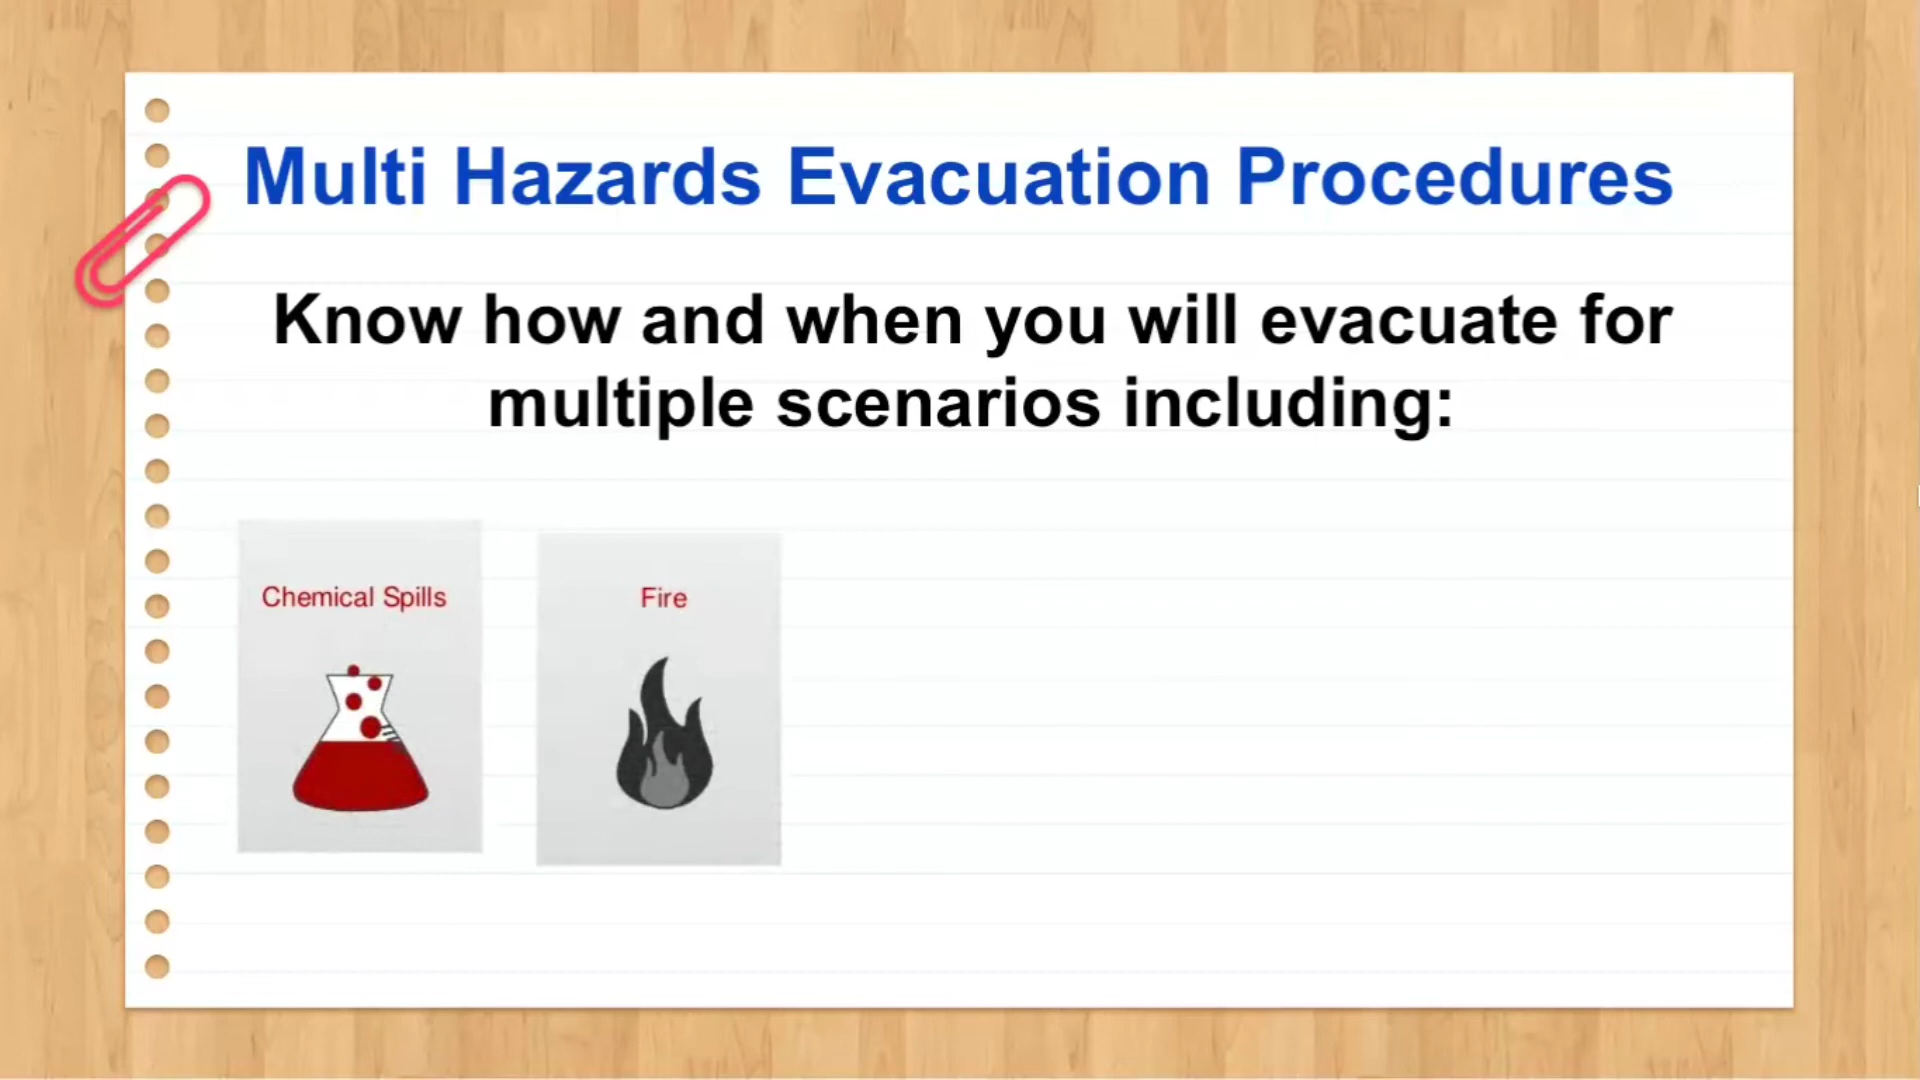 Multi Hazards Evacuation Procedures
Know how and when you will evacuate for
multiple scenarios including:
Chemical Spills
Fire